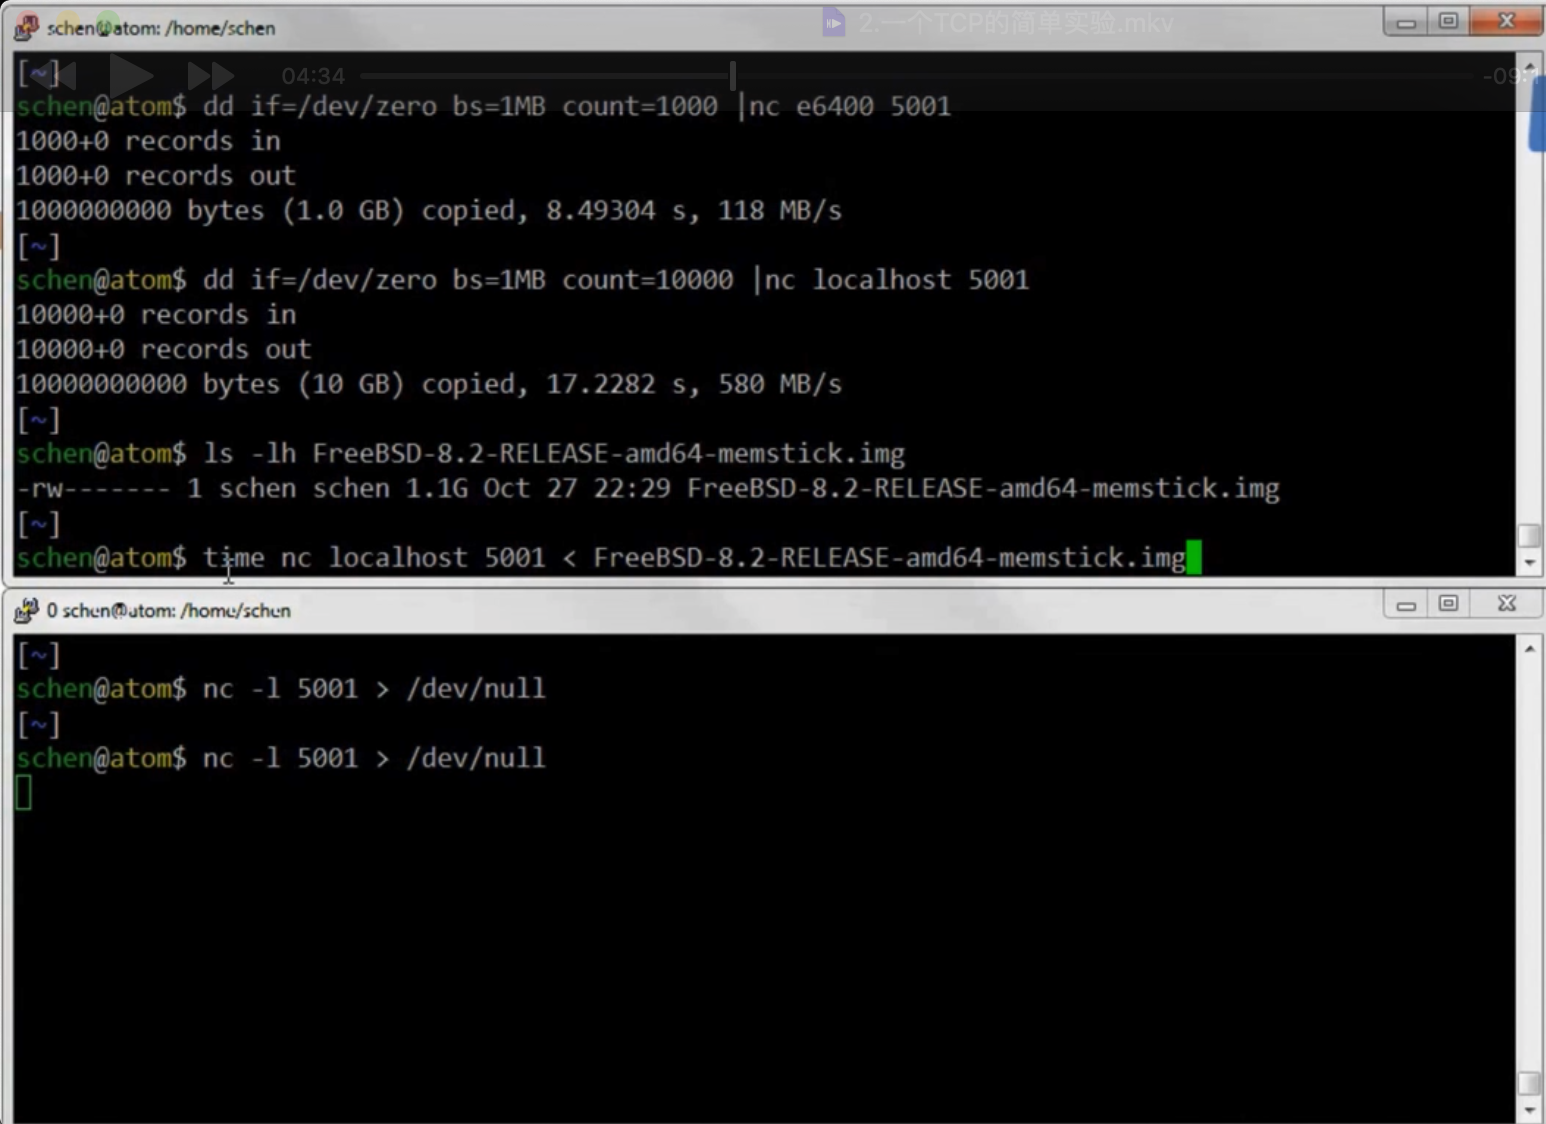 schen@atom: /home/schen
2.一个TCP的简单实验.mkv
[~]
04:34
schen@atom$ dd if=/dev/zero bs=1MB count=1000 |nc e6400 5001
1000+0 records in
1000+0 records out
1000000000 bytes (1.0 GB) copied, 8.49304 s, 118 MB/s
[~]
schen@atom$ dd if=/dev/zero bs=1MB count=10000 |nc localhost 5001
10000+0 records in
10000+0 records out
10000000000 bytes (10 GB) copied, 17.2282 s, 580 MB/s
[~]
schen@atom$ ls -lh FreeBSD-8.2-RELEASE-amd64-memstick.img
-rw------- 1 schen schen 1.1G Oct 27 22:29 FreeBSD-8.2-RELEASE-amd64-memstick.img
[~]
schen@atom$ time nc localhost 5001 < FreeBSD-8.2-RELEASE-amd64-memstick.img
0 schen@atom: /home/schen
[~]
schen@atom$ nc -l 5001 > /dev/null
[~]
schen@atom$ nc -l 5001 > /dev/null